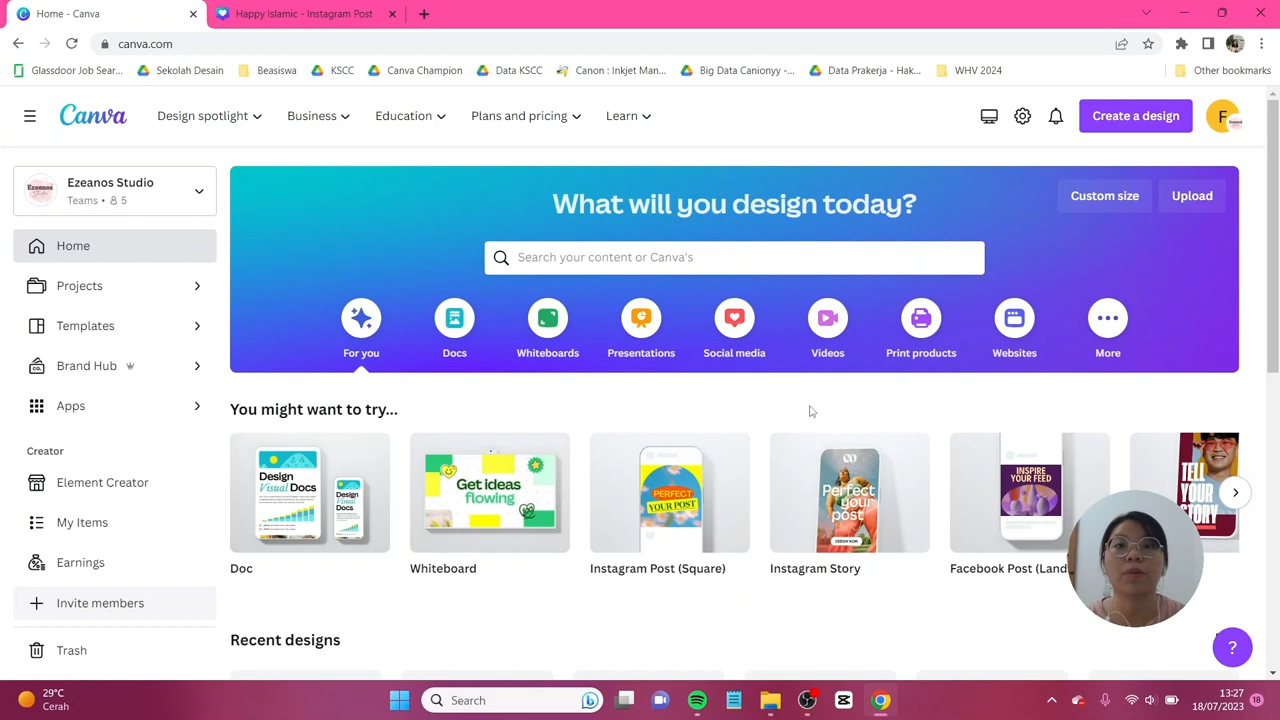 Home - Canva
Happy Islamic - Instagram Post
canva.com
Glassdoor Job Sear...
Sekolah Desain
Beasiswa
KSCC
Canva Champion
Data KSCC
Canon : Inkjet Man...
Big Data Canionyy -...
Data Prakerja - Hak...
WHV 2024
Other bookmarks
Canva
Design spotlight
Business
Education
Plans and pricing
Learn
Create a design
F
Ezeanos Studio
Teams • 5
Home
Projects
Templates
Brand Hub
Apps
Creator
Element Creator
My Items
Earnings
Invite members
Trash
What will you design today?
Custom size
Upload
Search your content or Canva's
For you
Docs
Whiteboards
Presentations
Social media
Videos
Print products
Websites
More
You might want to try...
Design
Visual Docs
Design
Visual
Docs
Get ideas
flowing
PERFECT
YOUR POST
Perfect
your
post
DESIGN NOW
INSPIRE
YOUR FEED
TELL
YOUR
STORY
Doc
Whiteboard
Instagram Post (Square)
Instagram Story
Facebook Post (Land
Recent designs
?
29°C
Cerah
Search
13:27
18/07/2023
18